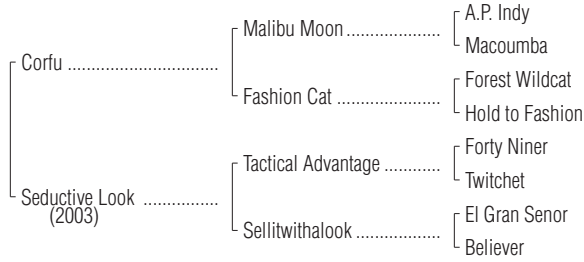 A.P. Indy
Malibu Moon ....................
Macoumba
Corfu ................................
Forest Wildcat
Fashion Cat ......................
Hold to Fashion
Forty Niner
Tactical Advantage ............
Twitchet
Seductive Look ................
(2003)
El Gran Senor
Sellitwithalook ..................
Believer